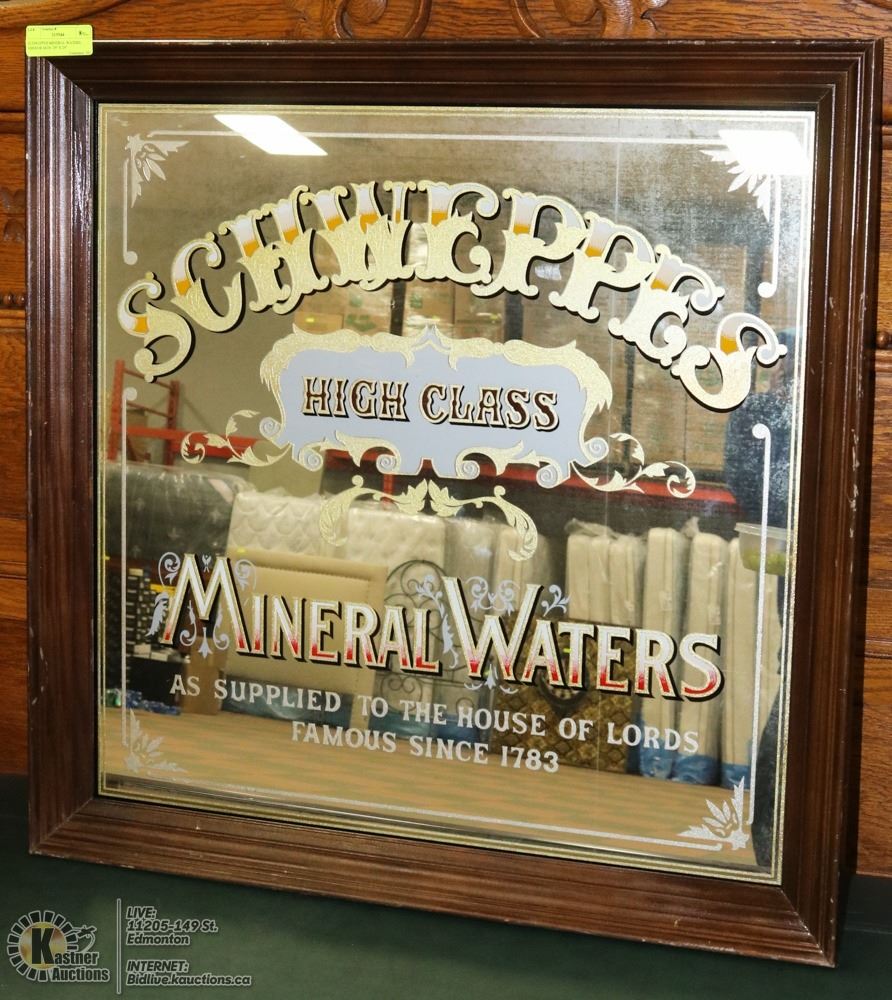 SCHWEPPES
HIGH CLASS
MINERAL WATERS
AS SUPPLIED TO THE HOUSE OF LORDS
FAMOUS SINCE 1783
Kastner
Auctions
LIVE:
11205-149 St.
Edmonton
INTERNET:
Bidlive.kauctions.ca